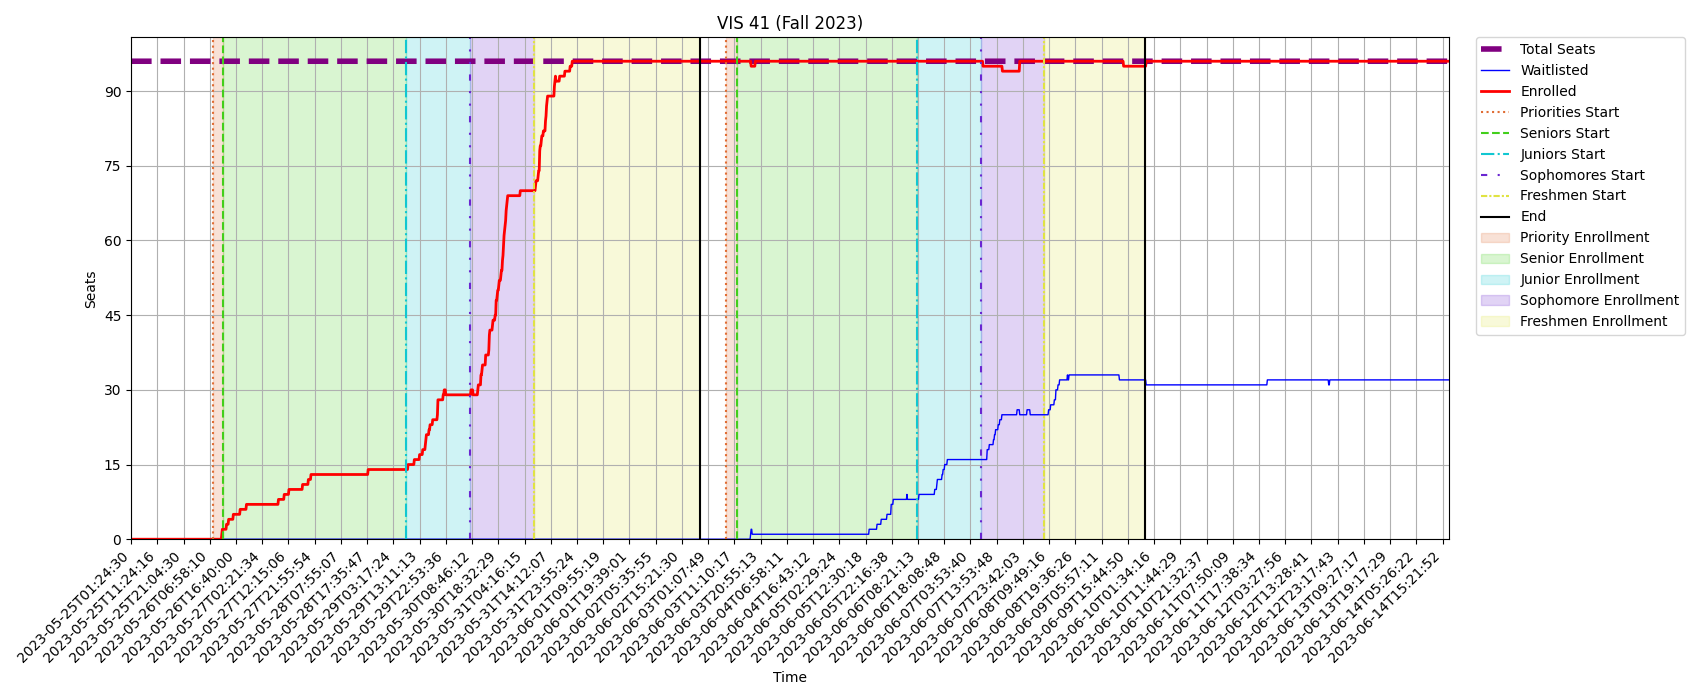 VIS 41 (Fall 2023)
Seats
90
75
60
45
30
15
0
2023-05-25T01:24:30
2023-05-25T11:24:16
2023-05-25T21:04:30
2023-05-26T06:58:10
2023-05-26T16:40:00
2023-05-27T02:21:34
2023-05-27T12:15:06
2023-05-27T21:55:54
2023-05-28T07:55:07
2023-05-28T17:35:47
2023-05-29T03:17:24
2023-05-29T13:11:13
2023-05-29T22:53:36
2023-05-30T08:46:12
2023-05-30T18:32:29
2023-05-31T04:16:15
2023-05-31T14:12:07
2023-05-31T23:55:24
2023-06-01T09:55:19
2023-06-01T19:39:01
2023-06-02T05:35:55
2023-06-02T15:21:30
2023-06-03T01:07:49
2023-06-03T11:10:17
2023-06-03T20:55:13
2023-06-04T06:58:11
2023-06-04T16:43:12
2023-06-05T02:29:24
2023-06-05T12:30:18
2023-06-05T22:16:39
2023-06-06T08:21:13
2023-06-06T18:08:48
2023-06-07T03:53:40
2023-06-07T13:53:48
2023-06-07T23:42:03
2023-06-08T09:49:16
2023-06-08T19:36:25
2023-06-09T05:57:11
2023-06-09T15:44:50
2023-06-10T01:34:16
2023-06-10T11:44:29
2023-06-10T21:32:37
2023-06-11T07:50:09
2023-06-11T17:38:34
2023-06-12T03:27:56
2023-06-12T13:28:41
2023-06-12T23:17:43
2023-06-13T09:27:17
2023-06-13T19:17:29
2023-06-14T05:26:22
2023-06-14T15:21:52
Time
Total Seats
Waitlisted
Enrolled
Priorities Start
Seniors Start
Juniors Start
Sophomores Start
Freshmen Start
End
Priority Enrollment
Senior Enrollment
Junior Enrollment
Sophomore Enrollment
Freshmen Enrollment